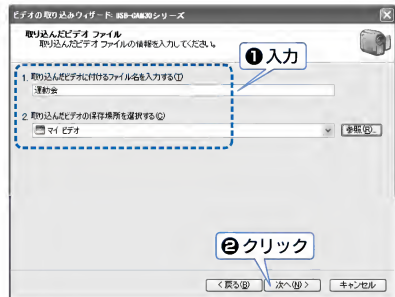 ビデオの取り込みウィザード: USB-CAM30シリーズ
取り込んだビデオ ファイル
取り込んだビデオ ファイルの情報を入力してください。
❶入力
1. 取り込んだビデオに付けるファイル名を入力する(T)
運動会
2. 取り込んだビデオの保存場所を選択する(C)
マイ ビデオ
参照(R)...
❷クリック
< 戻る(B)
次へ(N) >
キャンセル